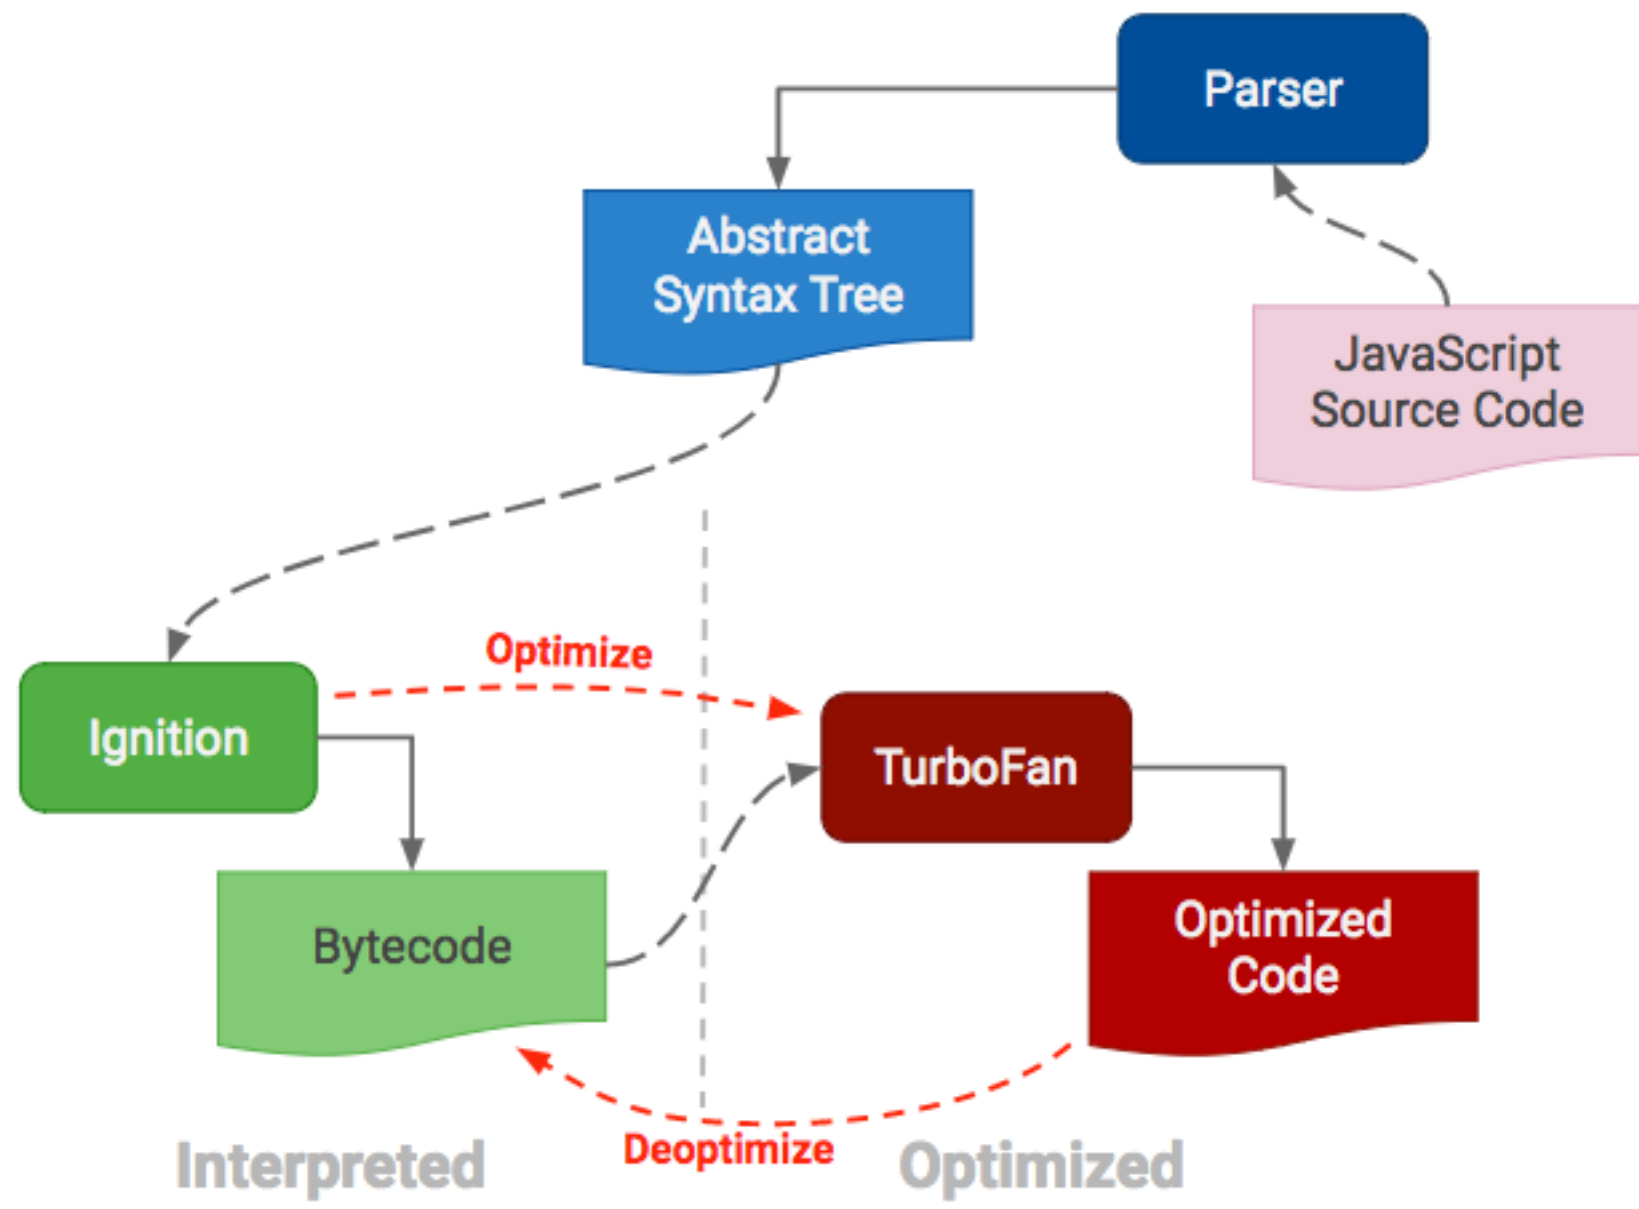 Parser
Abstract
Syntax Tree
JavaScript
Source Code
Optimize
Ignition
TurboFan
Bytecode
Optimized
Code
Deoptimize
Interpreted
Optimized